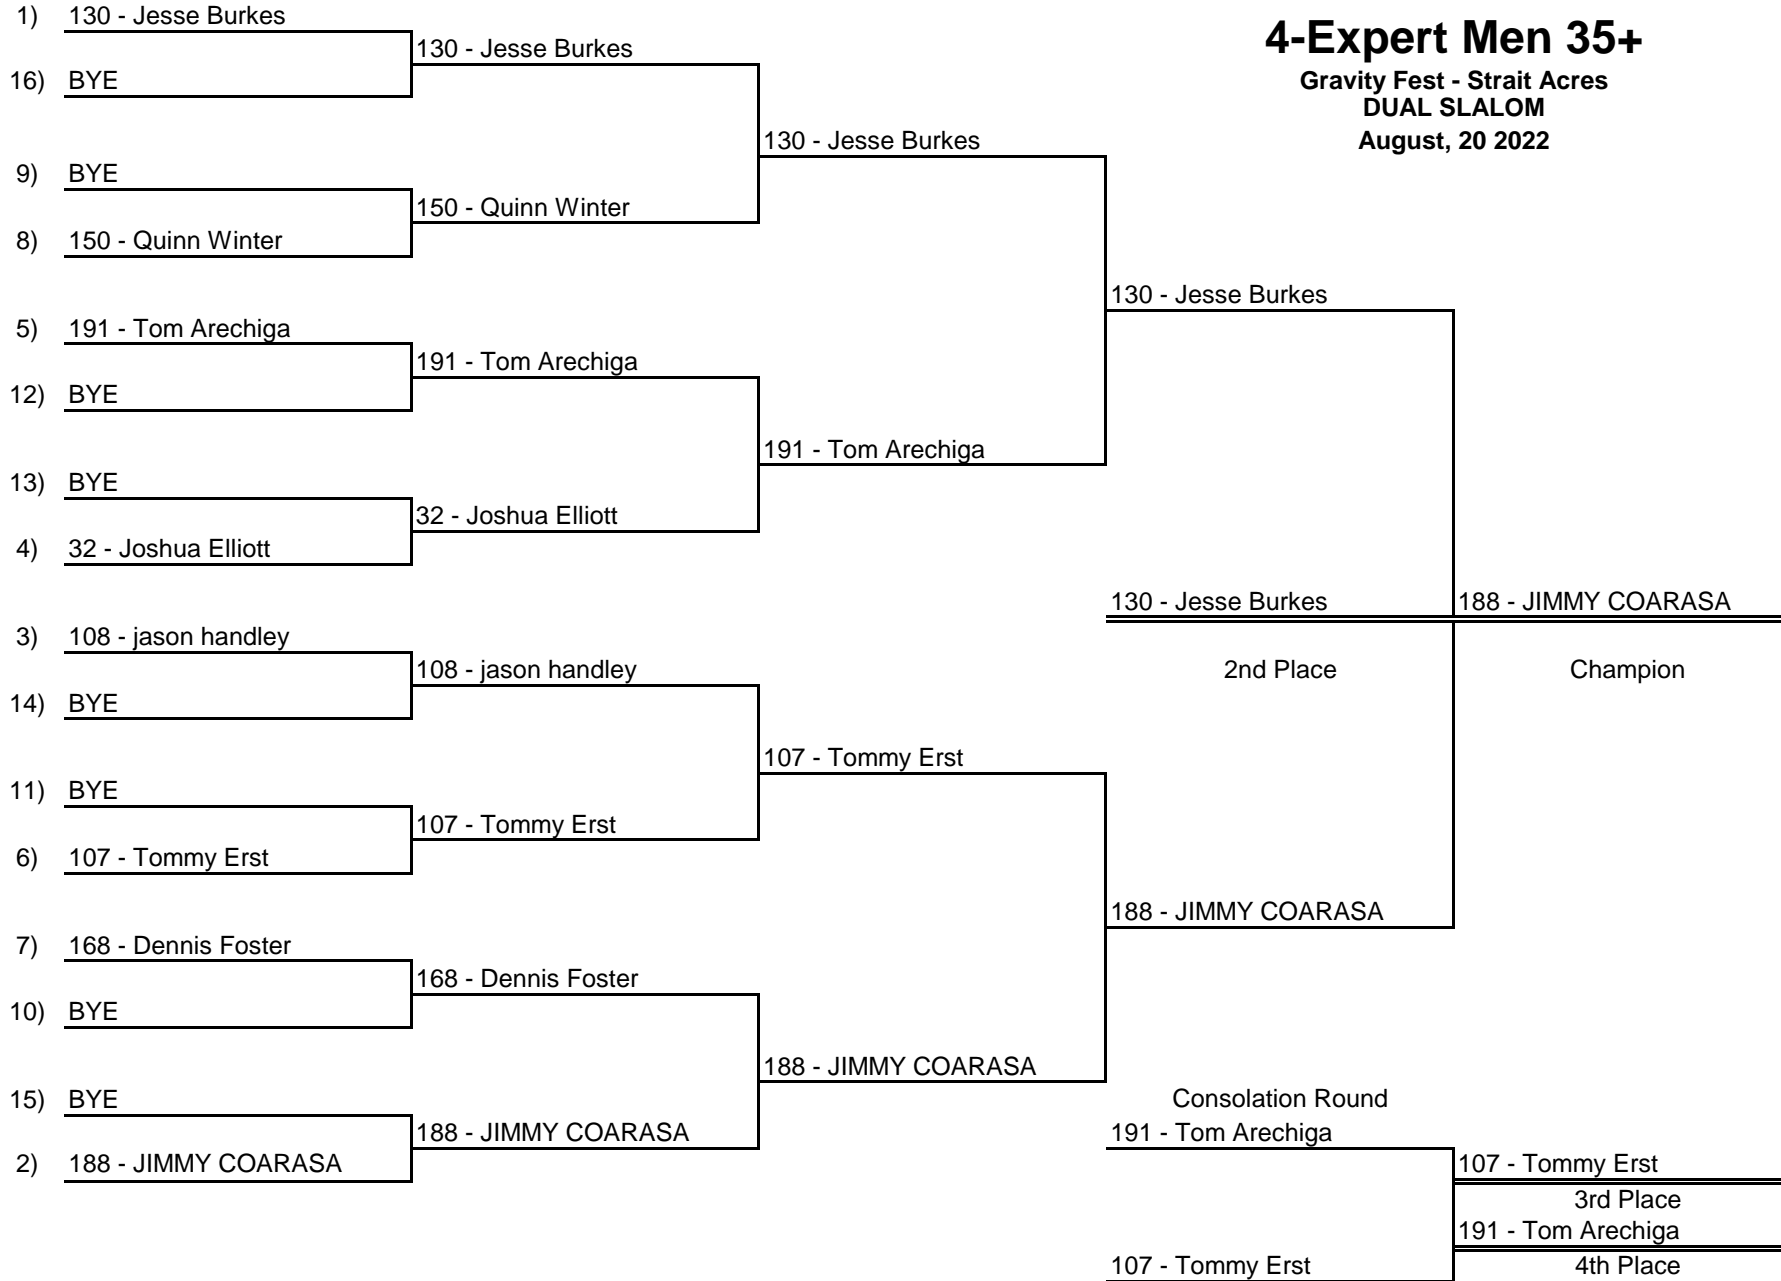 4-Expert Men 35+
Gravity Fest - Strait Acres
DUAL SLALOM
August, 20 2022
1) 130 - Jesse Burkes
16) BYE
9) BYE
8) 150 - Quinn Winter
5) 191 - Tom Arechiga
12) BYE
13) BYE
4) 32 - Joshua Elliott
3) 108 - jason handley
14) BYE
11) BYE
6) 107 - Tommy Erst
7) 168 - Dennis Foster
10) BYE
15) BYE
2) 188 - JIMMY COARASA
130 - Jesse Burkes
150 - Quinn Winter
191 - Tom Arechiga
32 - Joshua Elliott
108 - jason handley
107 - Tommy Erst
168 - Dennis Foster
188 - JIMMY COARASA
130 - Jesse Burkes
191 - Tom Arechiga
107 - Tommy Erst
188 - JIMMY COARASA
130 - Jesse Burkes
188 - JIMMY COARASA
130 - Jesse Burkes
2nd Place
188 - JIMMY COARASA
Champion
Consolation Round
191 - Tom Arechiga
107 - Tommy Erst
107 - Tommy Erst
3rd Place
191 - Tom Arechiga
4th Place